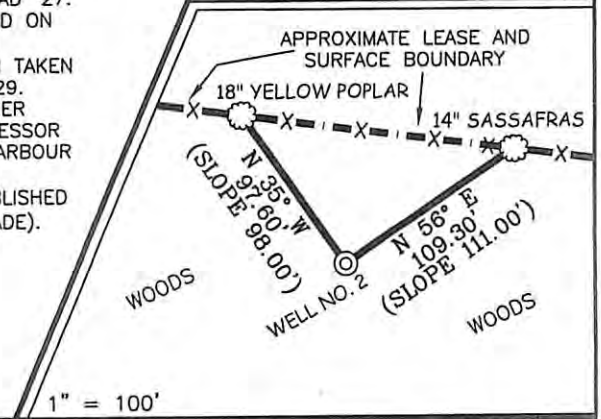 AD 27.
D ON
TAKEN
29.
ER
ESSOR
ARBOUR
BLISHED
ADE).
APPROXIMATE LEASE AND
SURFACE BOUNDARY
18" YELLOW POPLAR
14" SASSAFRAS
N 35° W
97.60'
(SLOPE 98.00')
N 56° E
109.30'
(SLOPE 111.00')
WELL NO. 2
WOODS
WOODS
1" = 100'